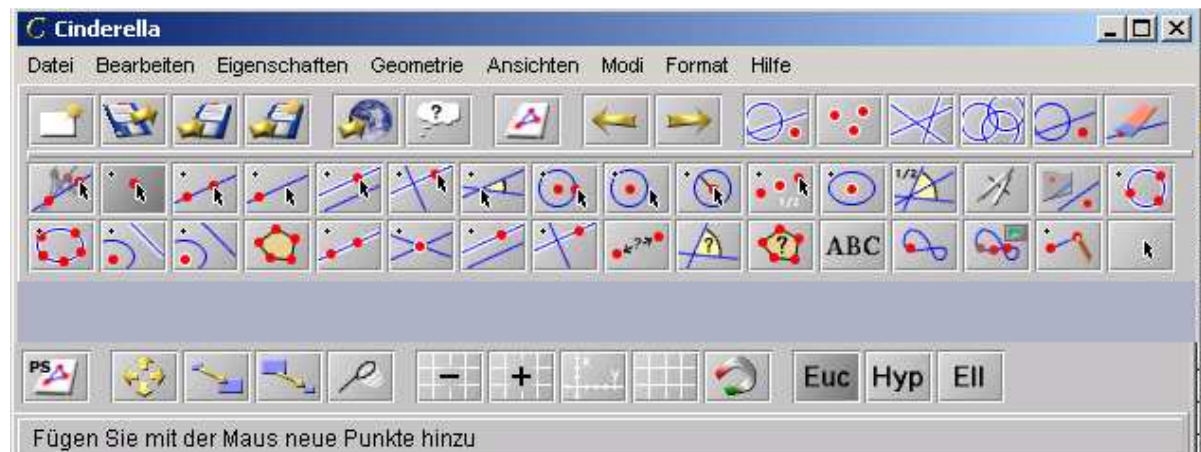 Cinderella
Datei Bearbeiten Eigenschaften Geometrie Ansichten Modi Format Hilfe
?
1/2 1/2
? ? ? ABC
PS - + x y Euc Hyp Ell
Fügen Sie mit der Maus neue Punkte hinzu